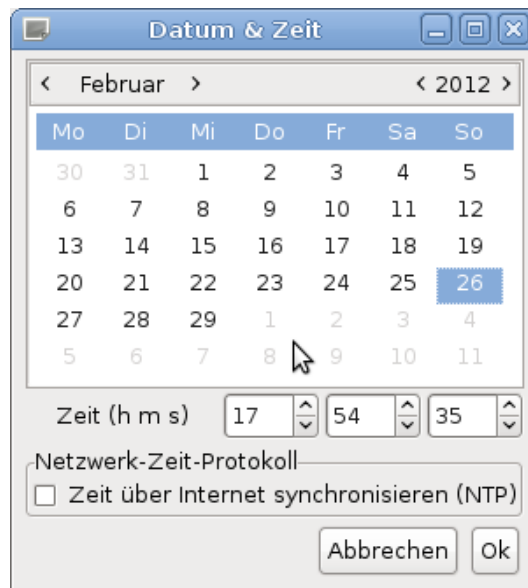 Datum & Zeit
< Februar > < 2012 >
Mo Di Mi Do Fr Sa So
30 31 1 2 3 4 5
6 7 8 9 10 11 12
13 14 15 16 17 18 19
20 21 22 23 24 25 26
27 28 29 1 2 3 4
5 6 7 8 9 10 11
Zeit (h m s) 17 54 35
Netzwerk-Zeit-Protokoll
Zeit über Internet synchronisieren (NTP)
Abbrechen Ok